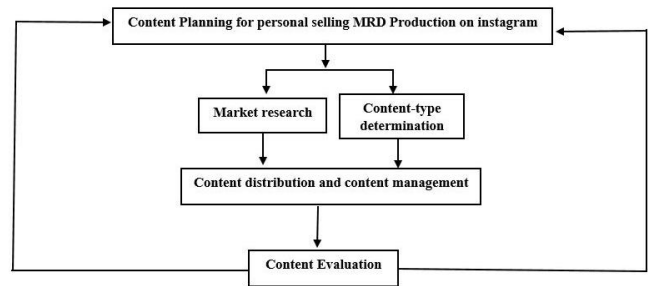 Content Planning for personal selling MRD Production on instagram
Market research
Content-type
determination
Content distribution and content management
Content Evaluation